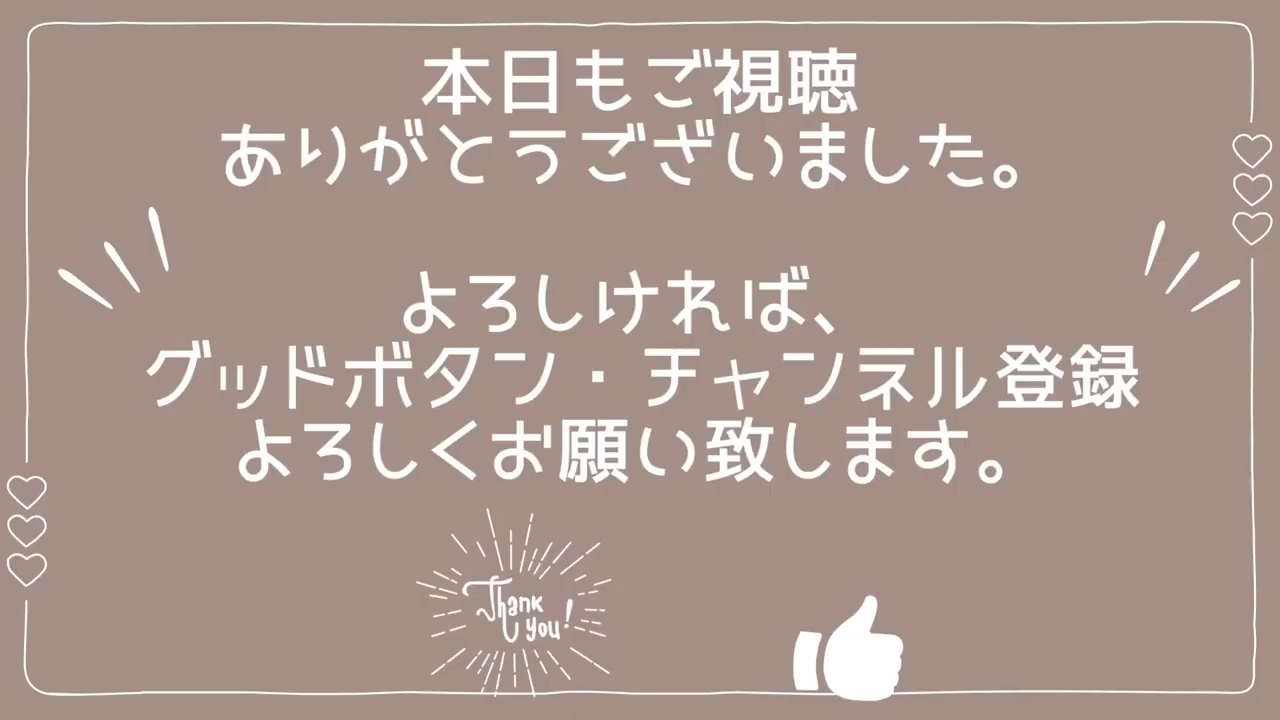 本日もご視聴
ありがとうございました。
よろしければ、
グッドボタン・チャンネル登録
よろしくお願い致します。
Thank
you!